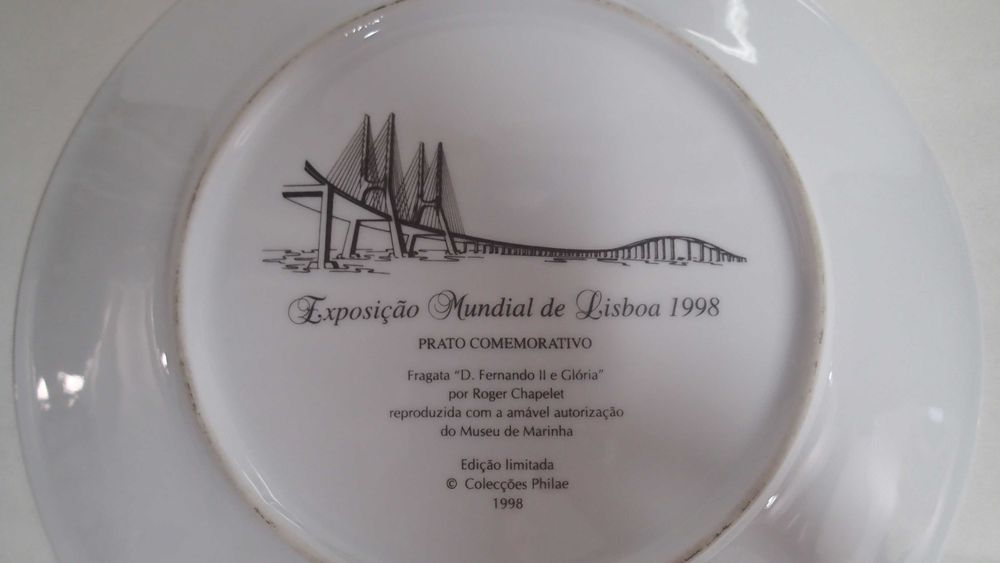 Exposição Mundial de Lisboa 1998
PRATO COMEMORATIVO
Fragata “D. Fernando II e Glória”
por Roger Chapelet
reproduzida com a amável autorização
do Museu de Marinha
Edição limitada
© Colecções Philae
1998